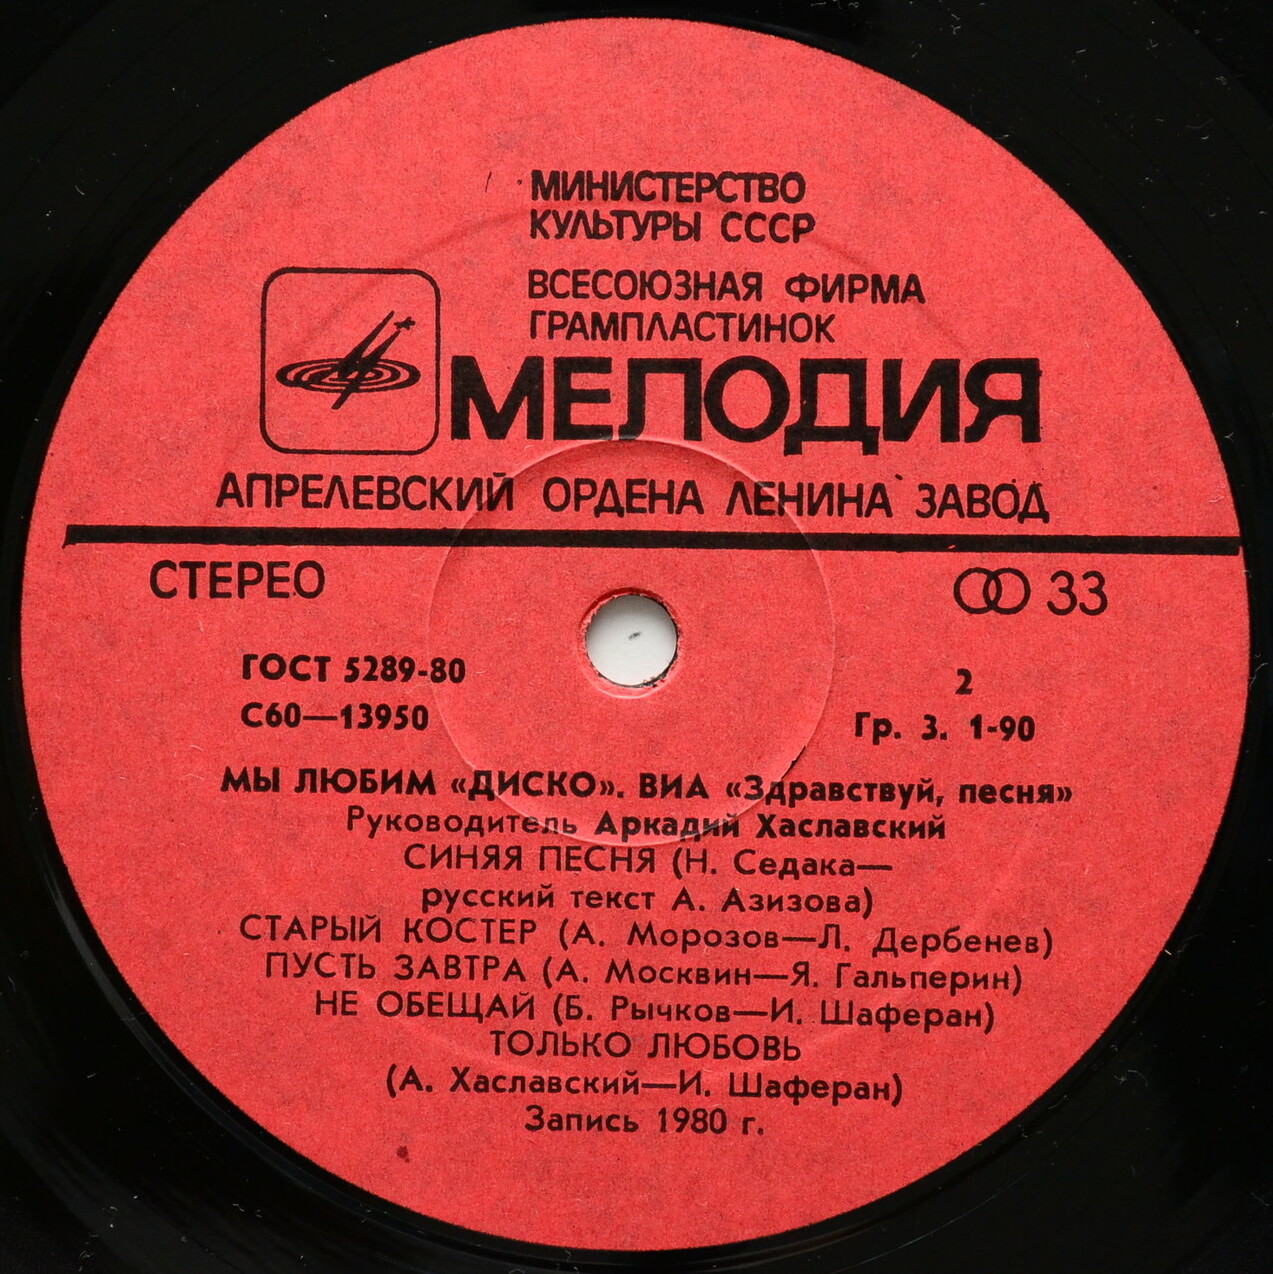 МИНИСТЕРСТВО
КУЛЬТУРЫ СССР
ВСЕСОЮЗНАЯ ФИРМА
ГРАМПЛАСТИНОК
МЕЛОДИЯ
АПРЕЛЕВСКИЙ ОРДЕНА ЛЕНИНА ЗАВОД
СТЕРЕО 33
ГОСТ 5289-80 2
С60—13950 Гр. 3. 1-90
МЫ ЛЮБИМ «ДИСКО». ВИА «Здравствуй, песня»
Руководитель Аркадий Хаславский
СИНЯЯ ПЕСНЯ (Н. Седака—
русский текст А. Азизова)
СТАРЫЙ КОСТЕР (А. Морозов—Л. Дербенев)
ПУСТЬ ЗАВТРА (А. Москвин—Я. Гальперин)
НЕ ОБЕЩАЙ (Б. Рычков—И. Шаферан)
ТОЛЬКО ЛЮБОВЬ
(А. Хаславский—И. Шаферан)
Запись 1980 г.